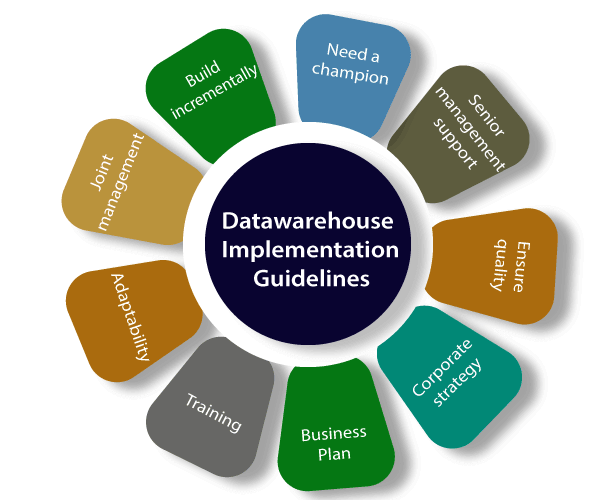 Datawarehouse
Implementation
Guidelines
Build
incrementally
Need a
champion
Senior
management
support
Ensure
quality
Corporate
strategy
Business
Plan
Training
Adaptability
Joint
management